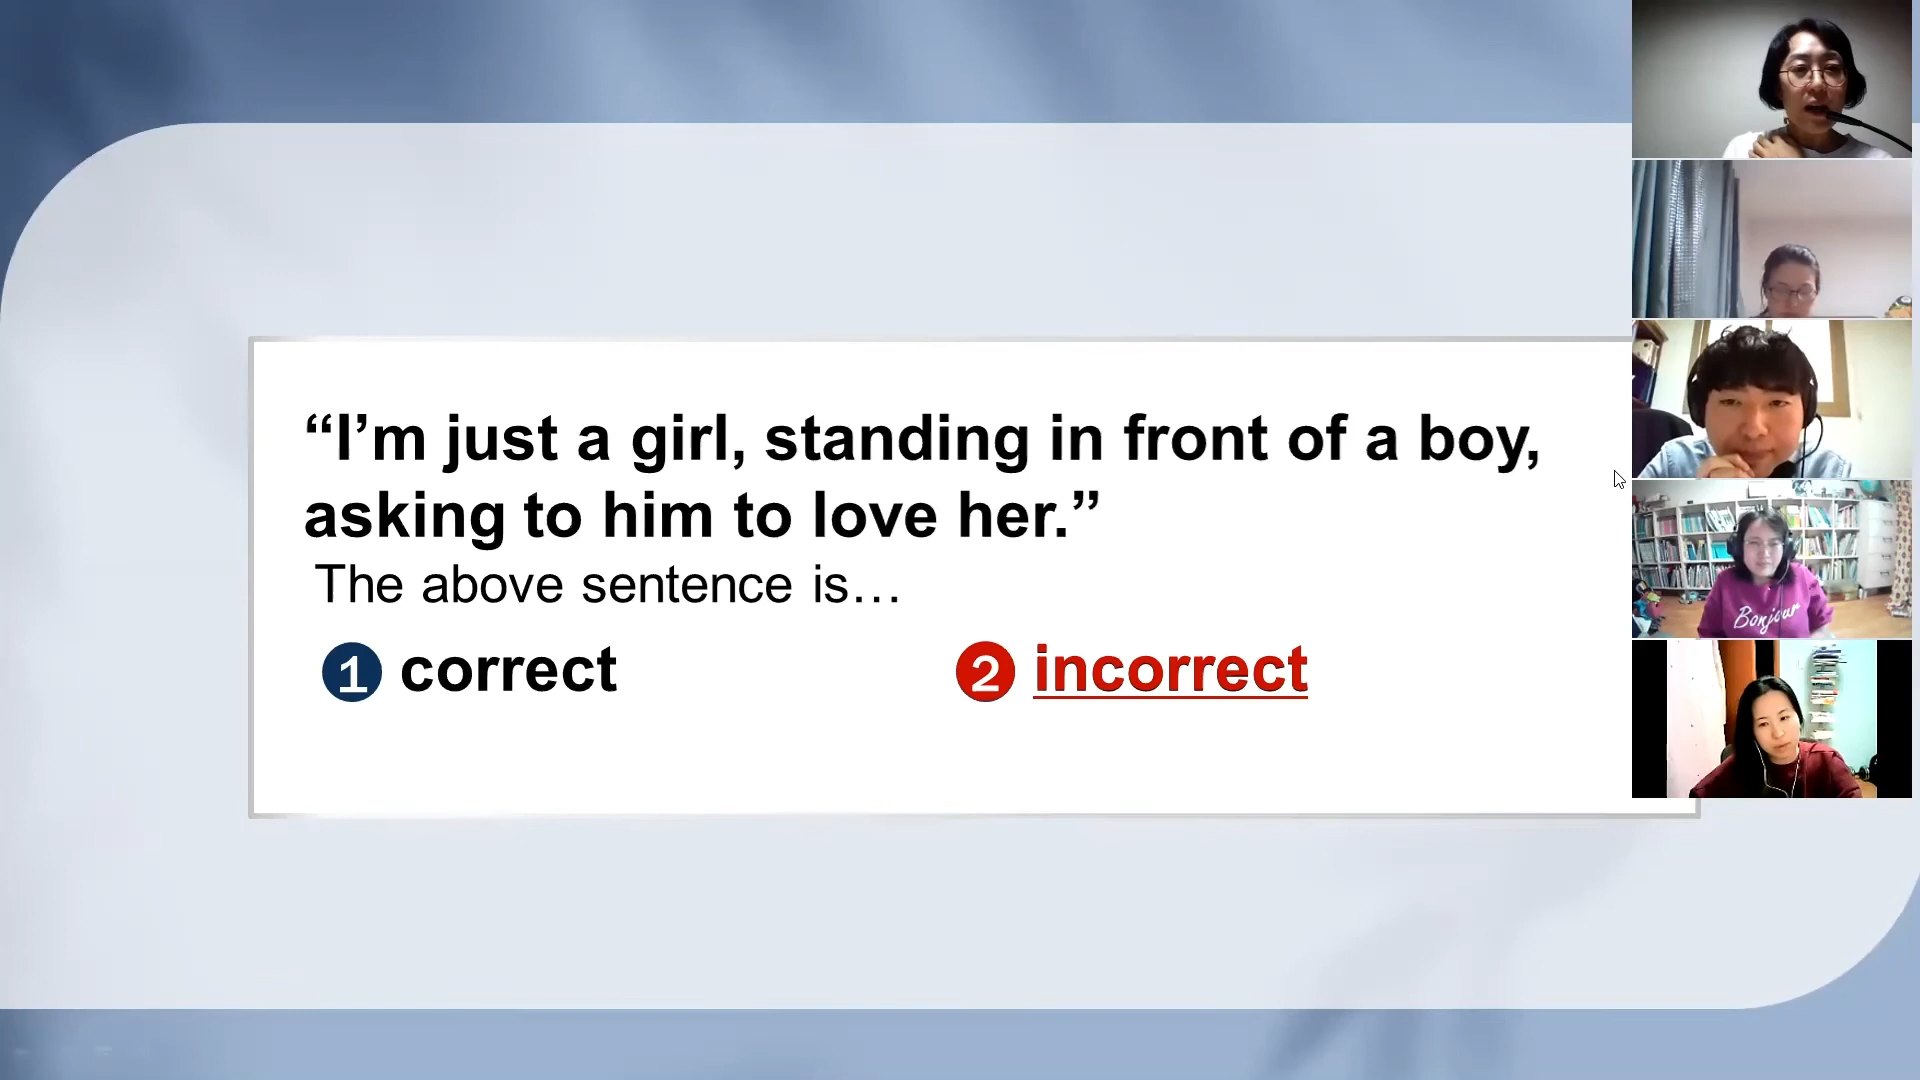 “I’m just a girl, standing in front of a boy,
asking to him to love her.”
The above sentence is…
1 correct
2 incorrect
Bonjour